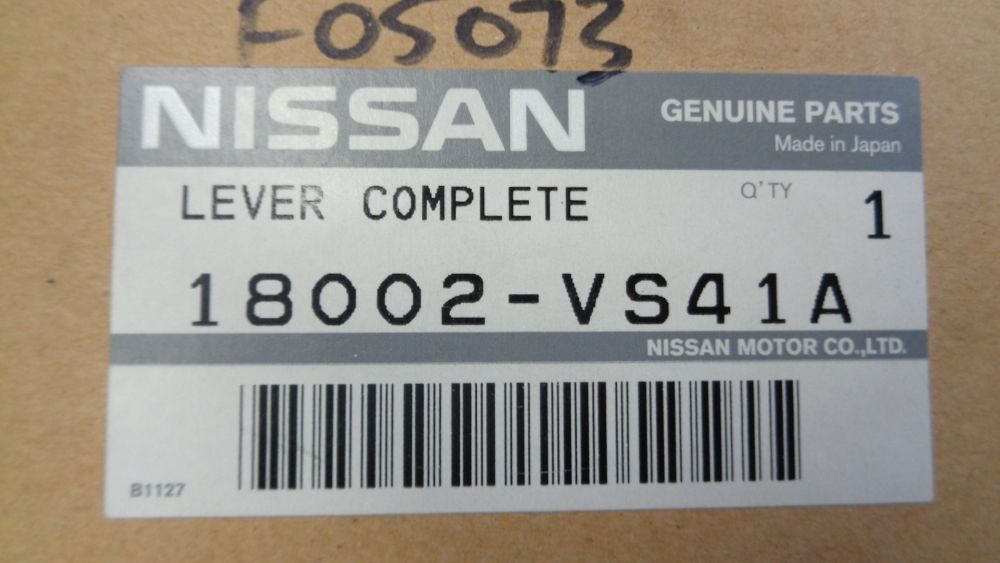 F05073
NISSAN
GENUINE PARTS
Made in Japan
LEVER COMPLETE
Q'TY
1
18002-VS41A
NISSAN MOTOR CO.,LTD.
B1127